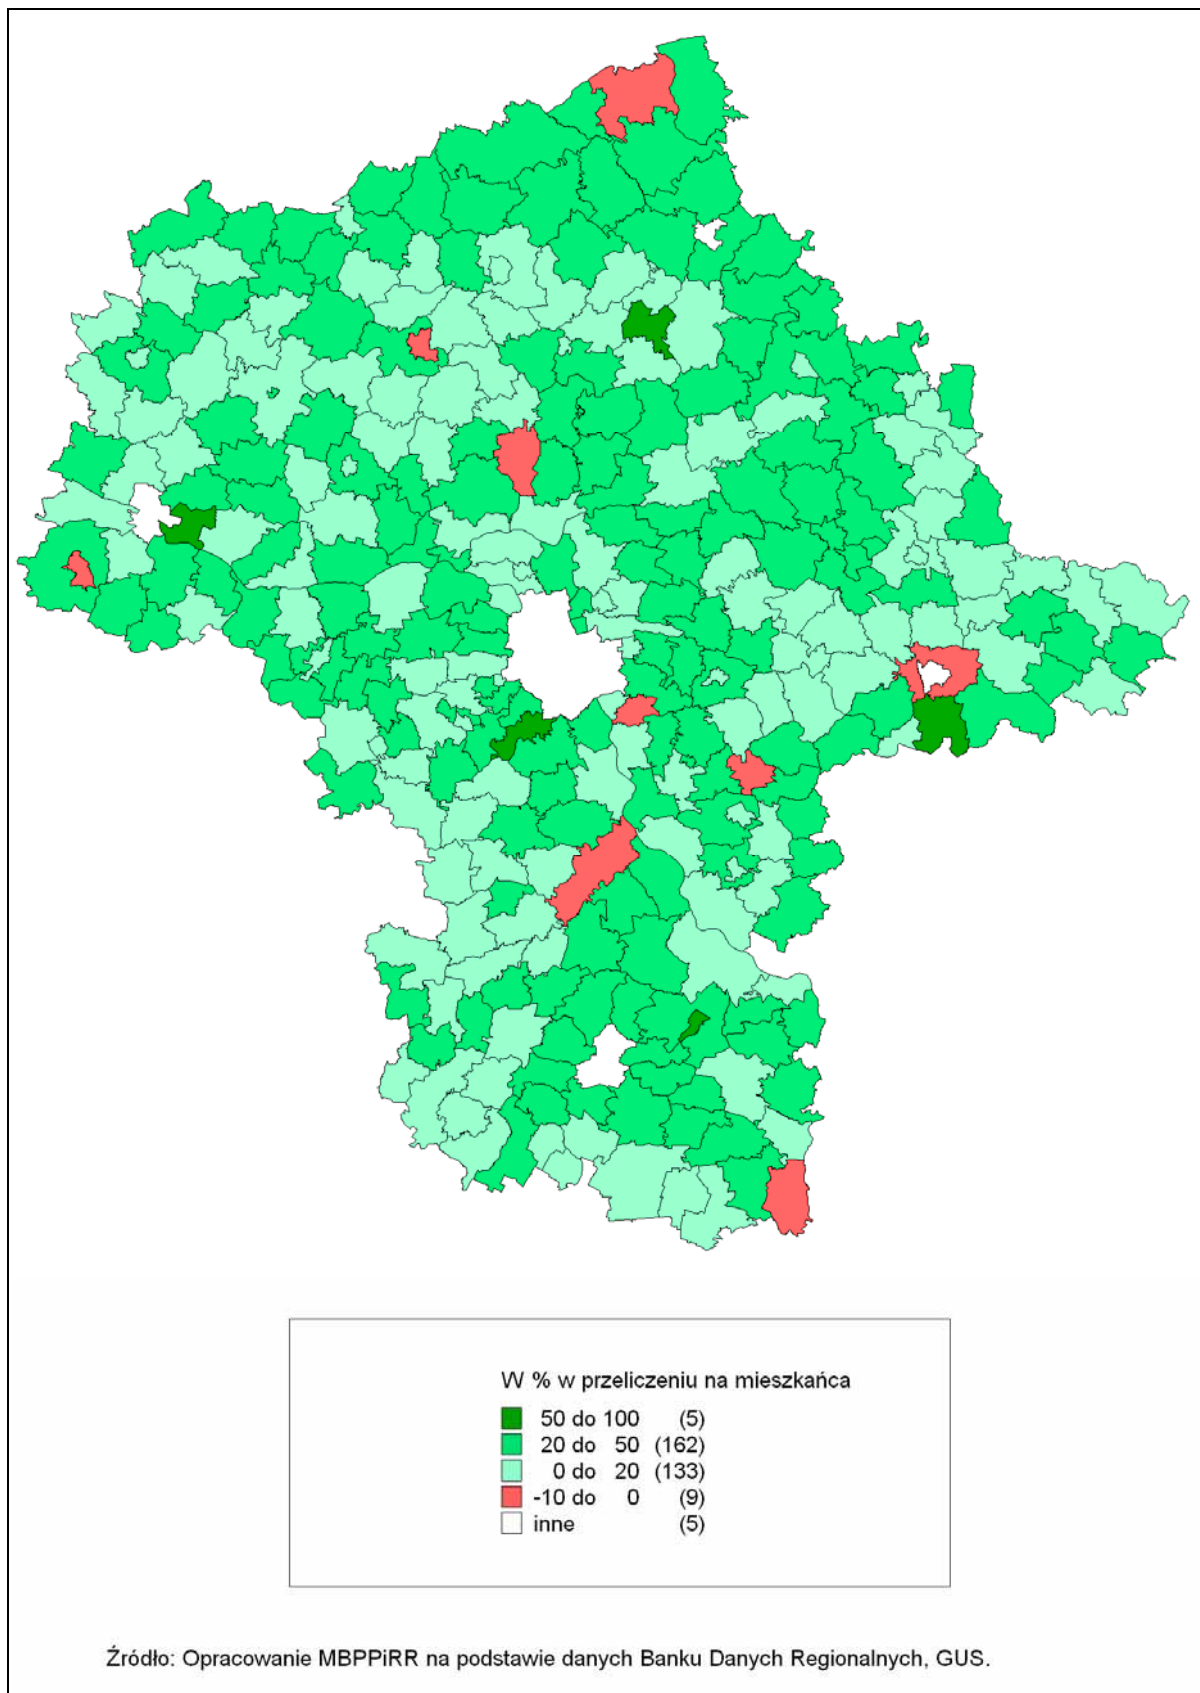 W % w przeliczeniu na mieszkańca
50 do 100 (5)
20 do 50 (162)
0 do 20 (133)
-10 do 0 (9)
inne (5)
Źródło: Opracowanie MBPPiRR na podstawie danych Banku Danych Regionalnych, GUS.